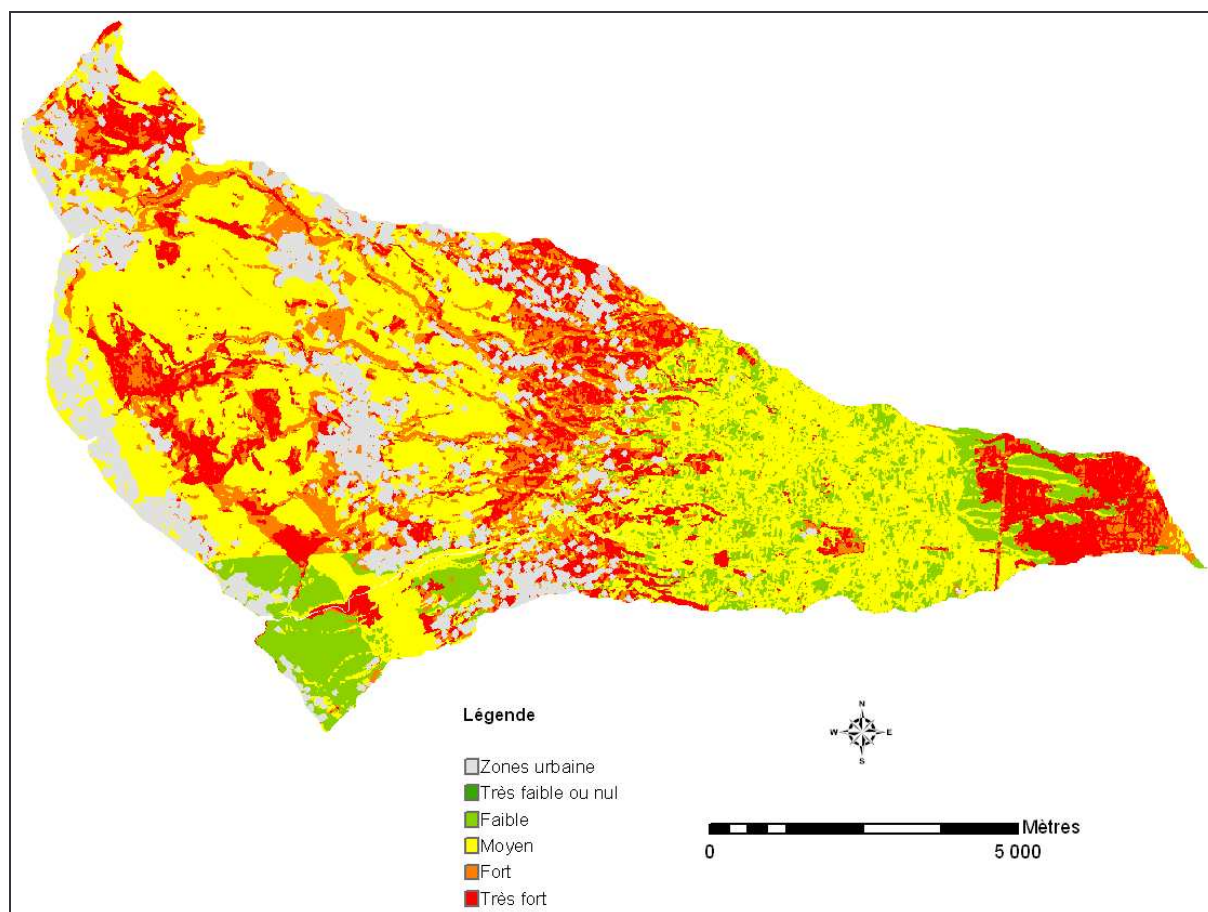 Légende
Zones urbaine
Très faible ou nul
Faible
Moyen
Fort
Très fort
N
W E
S
Mètres
0 5 000